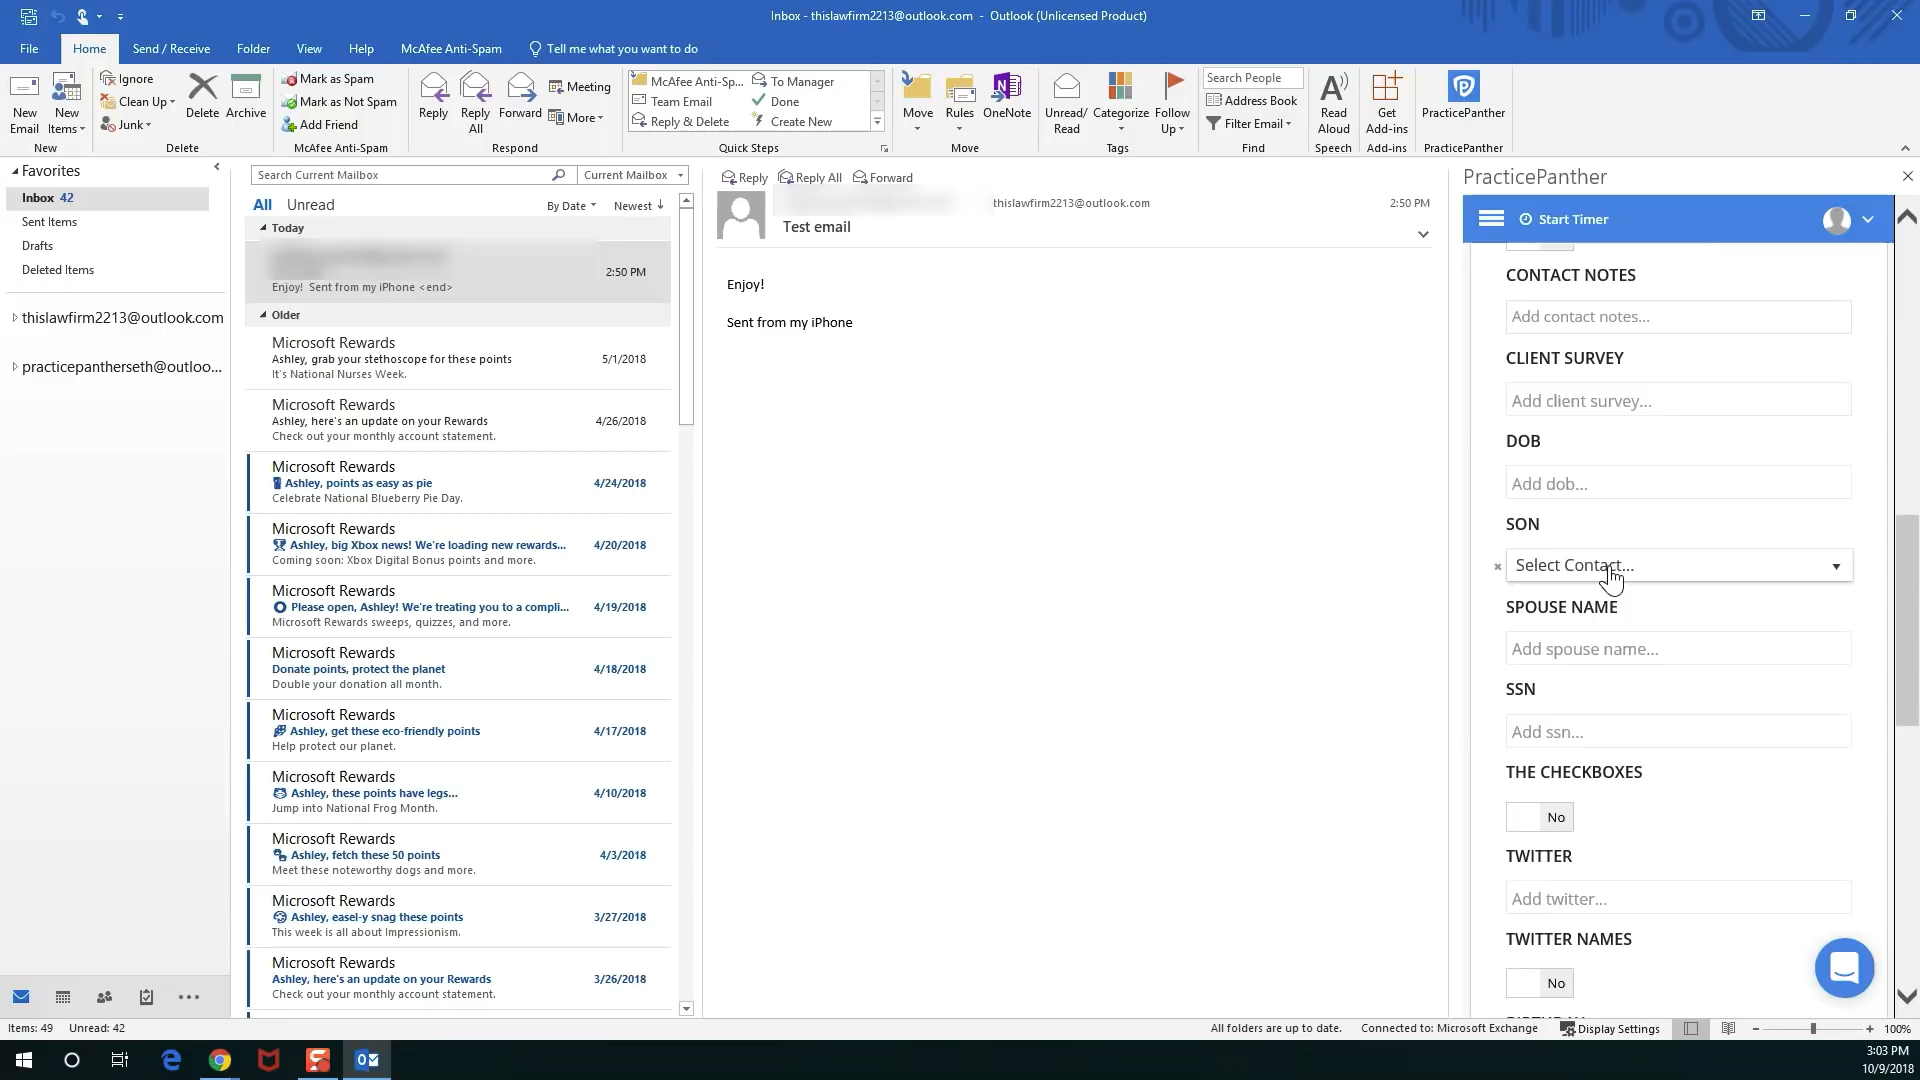 Inbox - thislawfirm2213@outlook.com - Outlook (Unlicensed Product)
File Home Send / Receive Folder View Help McAfee Anti-Spam Tell me what you want to do
New Email
New Items
New
Ignore
Clean Up
Junk
Delete
Archive
Delete
Mark as Spam
Mark as Not Spam
Add Friend
McAfee Anti-Spam
Reply
Reply All
Forward
Meeting
More
Respond
McAfee Anti-Sp...
Team Email
Reply & Delete
To Manager
Done
Create New
Quick Steps
Move
Rules
OneNote
Move
Unread/ Read
Categorize
Follow Up
Tags
Search People
Address Book
Filter Email
Find
Read Aloud
Speech
Get Add-ins
Add-ins
PracticePanther
PracticePanther
Favorites
Inbox 42
Sent Items
Drafts
Deleted Items
thislawfirm2213@outlook.com
practicepantherseth@outloo...
Search Current Mailbox
Current Mailbox
All Unread By Date Newest
Today
2:50 PM
Enjoy! Sent from my iPhone <end>
Older
Microsoft Rewards
Ashley, grab your stethoscope for these points 5/1/2018
It's National Nurses Week.
Microsoft Rewards
Ashley, here's an update on your Rewards 4/26/2018
Check out your monthly account statement.
Microsoft Rewards
Ashley, points as easy as pie 4/24/2018
Celebrate National Blueberry Pie Day.
Microsoft Rewards
Ashley, big Xbox news! We're loading new rewards... 4/20/2018
Coming soon: Xbox Digital Bonus points and more.
Microsoft Rewards
Please open, Ashley! We're treating you to a compli... 4/19/2018
Microsoft Rewards sweeps, quizzes, and more.
Microsoft Rewards
Donate points, protect the planet 4/18/2018
Double your donation all month.
Microsoft Rewards
Ashley, get these eco-friendly points 4/17/2018
Help protect our planet.
Microsoft Rewards
Ashley, these points have legs... 4/10/2018
Jump into National Frog Month.
Microsoft Rewards
Ashley, fetch these 50 points 4/3/2018
Meet these noteworthy dogs and more.
Microsoft Rewards
Ashley, easel-y snag these points 3/27/2018
This week is all about Impressionism.
Microsoft Rewards
Ashley, here's an update on your Rewards 3/26/2018
Check out your monthly account statement.
Reply Reply All Forward
thislawfirm2213@outlook.com 2:50 PM
Test email
Enjoy!
Sent from my iPhone
PracticePanther
Start Timer
CONTACT NOTES
Add contact notes...
CLIENT SURVEY
Add client survey...
DOB
Add dob...
SON
Select Contact...
SPOUSE NAME
Add spouse name...
SSN
Add ssn...
THE CHECKBOXES
No
TWITTER
Add twitter...
TWITTER NAMES
No
Items: 49 Unread: 42 All folders are up to date. Connected to: Microsoft Exchange Display Settings 100%
3:03 PM
10/9/2018